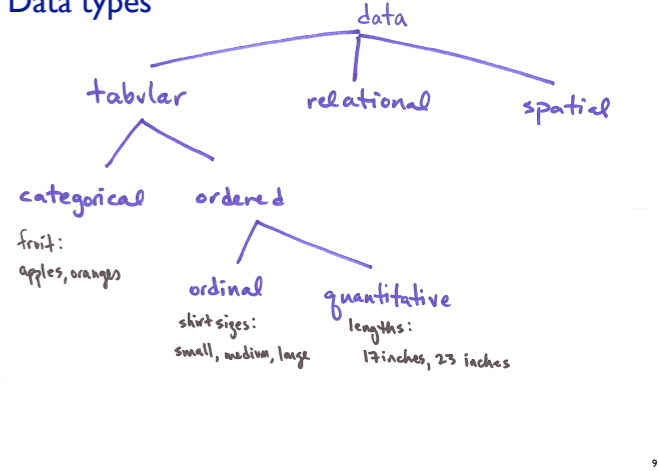 Data types
data
tabular
relational
spatial
categorical
ordered
fruit:
apples, oranges
ordinal
quantitative
shirt sizes:
small, medium, large
lengths:
17 inches, 23 inches
9